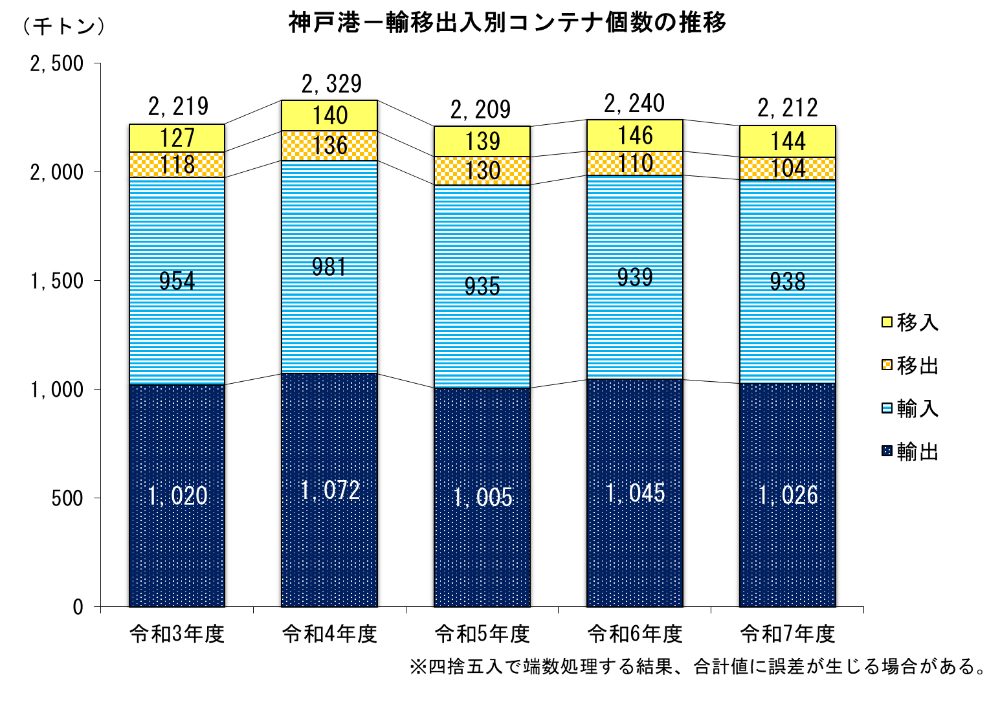 神戸港－輸移出入別コンテナ個数の推移
（千トン）
2,500
2,000
1,500
1,000
500
0
2,219
127
118
954
1,020
2,329
140
136
981
1,072
2,209
139
130
935
1,005
2,240
146
110
939
1,045
2,212
144
104
938
1,026
令和3年度
令和4年度
令和5年度
令和6年度
令和7年度
移入
移出
輸入
輸出
※四捨五入で端数処理する結果、合計値に誤差が生じる場合がある。